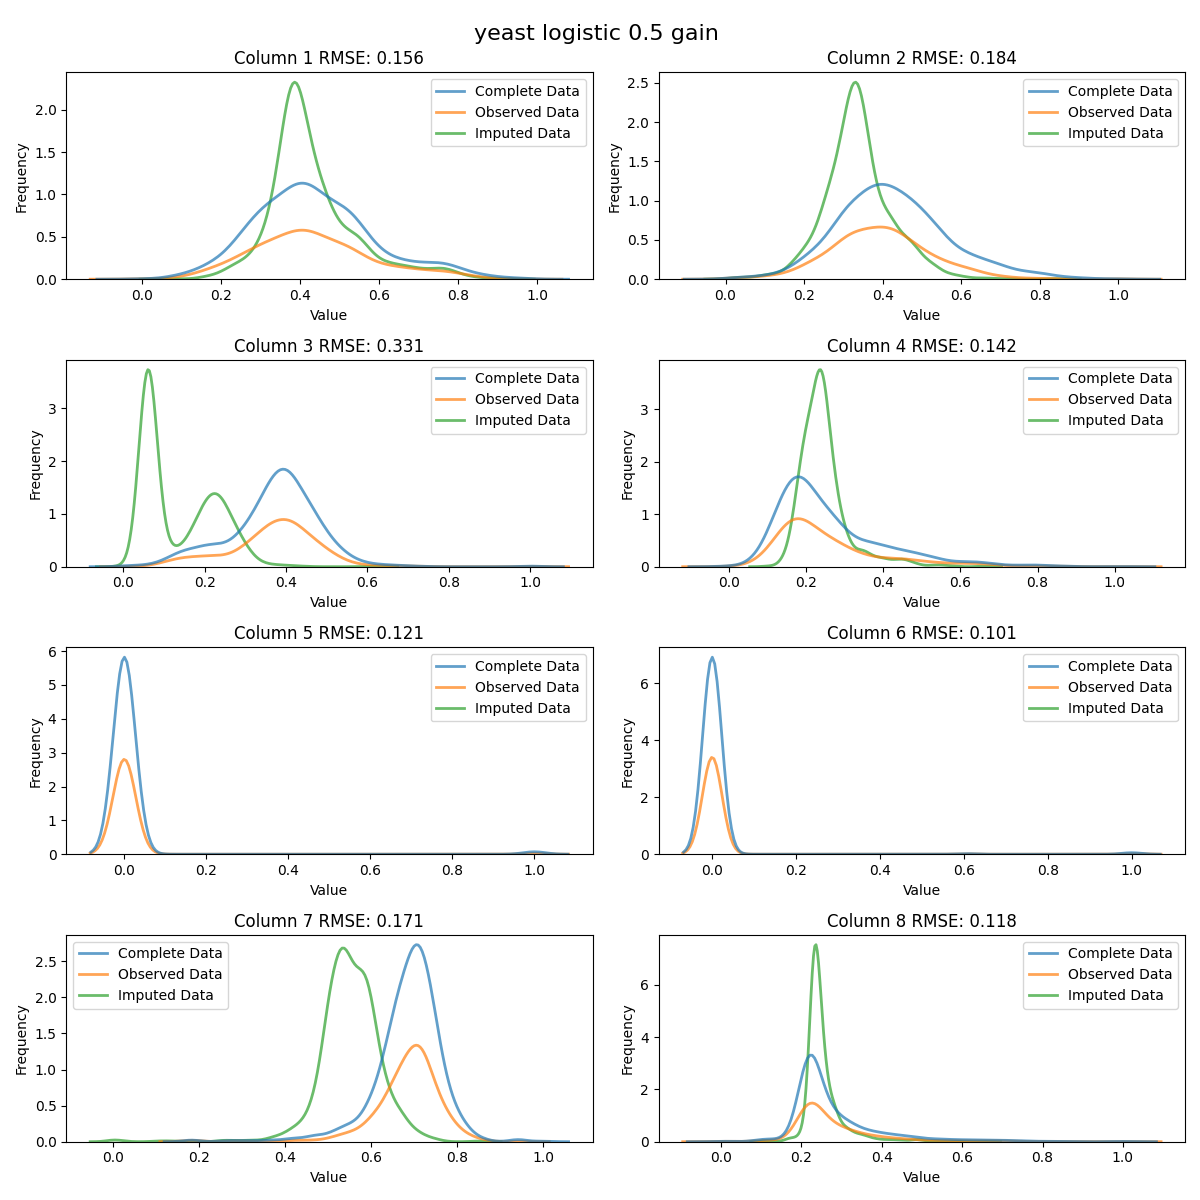 yeast logistic 0.5 gain
Column 1 RMSE: 0.156
Frequency
2.0
1.5
1.0
0.5
0.0
Complete Data
Observed Data
Imputed Data
0.0 0.2 0.4 0.6 0.8 1.0
Value
Column 2 RMSE: 0.184
Frequency
2.5
2.0
1.5
1.0
0.5
0.0
Complete Data
Observed Data
Imputed Data
0.0 0.2 0.4 0.6 0.8 1.0
Value
Column 3 RMSE: 0.331
Frequency
3
2
1
0
Complete Data
Observed Data
Imputed Data
0.0 0.2 0.4 0.6 0.8 1.0
Value
Column 4 RMSE: 0.142
Frequency
3
2
1
0
Complete Data
Observed Data
Imputed Data
0.0 0.2 0.4 0.6 0.8 1.0
Value
Column 5 RMSE: 0.121
Frequency
6
5
4
3
2
1
0
Complete Data
Observed Data
Imputed Data
0.0 0.2 0.4 0.6 0.8 1.0
Value
Column 6 RMSE: 0.101
Frequency
6
4
2
0
Complete Data
Observed Data
Imputed Data
0.0 0.2 0.4 0.6 0.8 1.0
Value
Column 7 RMSE: 0.171
Frequency
2.5
2.0
1.5
1.0
0.5
0.0
Complete Data
Observed Data
Imputed Data
0.0 0.2 0.4 0.6 0.8 1.0
Value
Column 8 RMSE: 0.118
Frequency
6
4
2
0
Complete Data
Observed Data
Imputed Data
0.0 0.2 0.4 0.6 0.8 1.0
Value